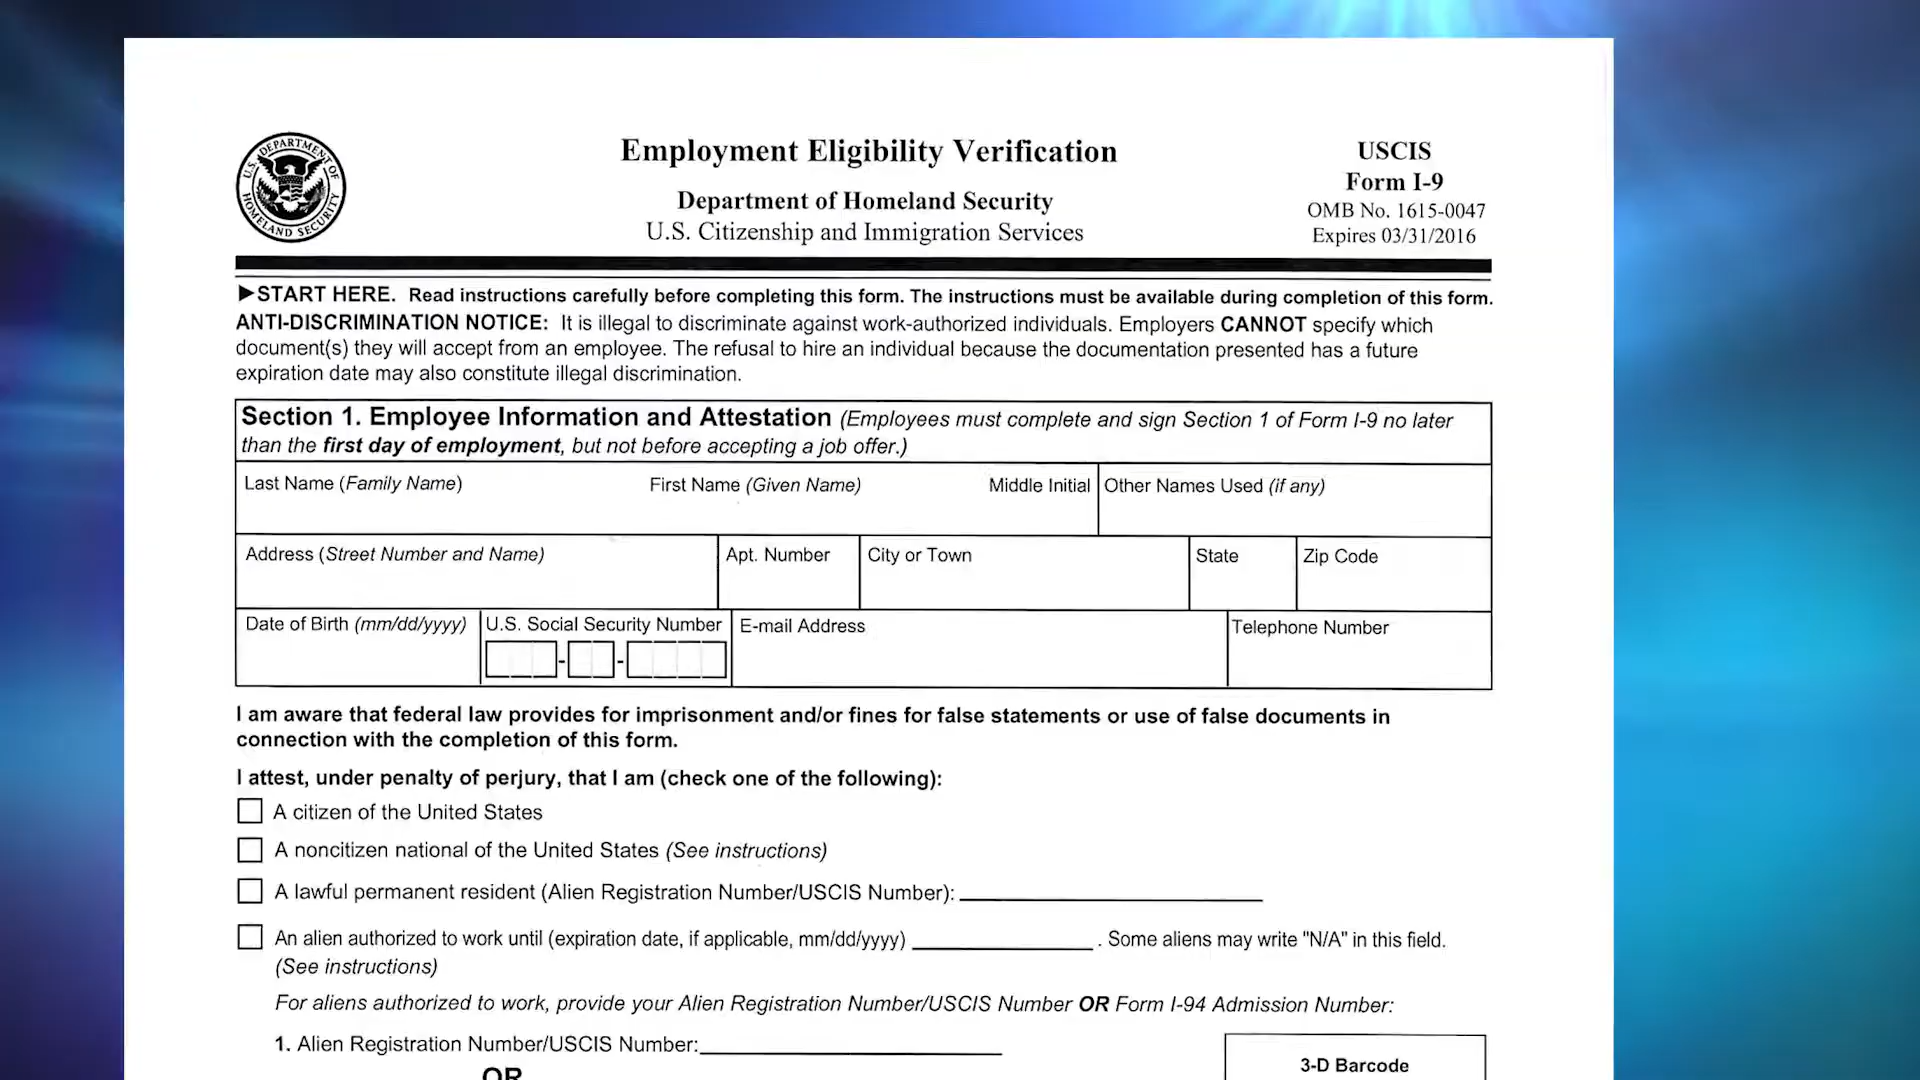 U.S. DEPARTMENT OF HOMELAND SECURITY
Employment Eligibility Verification
Department of Homeland Security
U.S. Citizenship and Immigration Services
USCIS
Form I-9
OMB No. 1615-0047
Expires 03/31/2016
►START HERE. Read instructions carefully before completing this form. The instructions must be available during completion of this form.
ANTI-DISCRIMINATION NOTICE: It is illegal to discriminate against work-authorized individuals. Employers CANNOT specify which
document(s) they will accept from an employee. The refusal to hire an individual because the documentation presented has a future
expiration date may also constitute illegal discrimination.
Section 1. Employee Information and Attestation (Employees must complete and sign Section 1 of Form I-9 no later
than the first day of employment, but not before accepting a job offer.)
Last Name (Family Name) First Name (Given Name) Middle Initial Other Names Used (if any)
Address (Street Number and Name) Apt. Number City or Town State Zip Code
Date of Birth (mm/dd/yyyy) U.S. Social Security Number E-mail Address Telephone Number
- -
I am aware that federal law provides for imprisonment and/or fines for false statements or use of false documents in
connection with the completion of this form.
I attest, under penalty of perjury, that I am (check one of the following):
A citizen of the United States
A noncitizen national of the United States (See instructions)
A lawful permanent resident (Alien Registration Number/USCIS Number):
An alien authorized to work until (expiration date, if applicable, mm/dd/yyyy) . Some aliens may write "N/A" in this field.
(See instructions)
For aliens authorized to work, provide your Alien Registration Number/USCIS Number OR Form I-94 Admission Number:
1. Alien Registration Number/USCIS Number:
OR
3-D Barcode